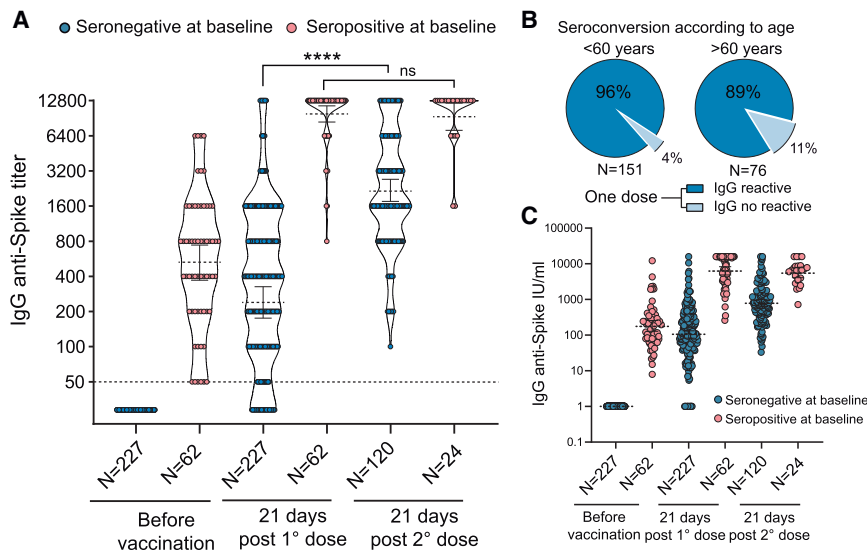 A
Seronegative at baseline
Seropositive at baseline
****
ns
IgG anti-Spike titer
12800
6400
3200
1600
800
400
200
100
50
N=227
N=62
N=227
N=62
N=120
N=24
Before
vaccination
21 days
post 1° dose
21 days
post 2° dose
B
Seroconversion according to age
<60 years
>60 years
96%
4%
N=151
89%
11%
N=76
One dose
IgG reactive
IgG no reactive
C
IgG anti-Spike IU/ml
100000
10000
1000
100
10
1
0.1
Seronegative at baseline
Seropositive at baseline
N=227
N=62
N=227
N=62
N=120
N=24
Before
vaccination
21 days
post 1° dose
21 days
post 2° dose